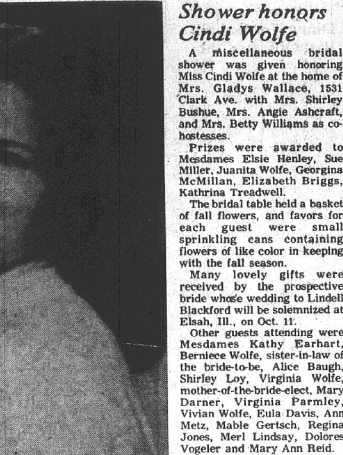 Shower honors
Cindi Wolfe
A miscellaneous bridal
shower was given honoring
Miss Cindi Wolfe at the home of
Mrs. Gladys Wallace, 1531
Clark Ave. with Mrs. Shirley
Bushue, Mrs. Angie Ashcraft,
and Mrs. Betty Williams as co-
hostesses.
Prizes were awarded to
Mesdames Elsie Henley, Sue
Miller, Juanita Wolfe, Georgina
McMillan, Elizabeth Briggs,
Kathrina Treadwell.
The bridal table held a basket
of fall flowers, and favors for
each guest were small
sprinkling cans containing
flowers of like color in keeping
with the fall season.
Many lovely gifts were
received by the prospective
bride whose wedding to Lindell
Blackford will be solemnized at
Elsah, Ill., on Oct. 11.
Other guests attending were
Mesdames Kathy Earhart,
Berniece Wolfe, sister-in-law of
the bride-to-be, Alice Baugh,
Shirley Loy, Virginia Wolfe,
mother-of-the-bride-elect, Mary
Darner, Virginia Parmley,
Vivian Wolfe, Eula Davis, Ann
Metz, Mable Gertsch, Regina
Jones, Merl Lindsay, Dolores
Vogeler and Mary Ann Reid.